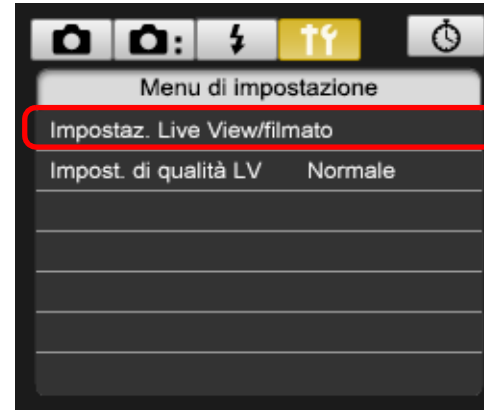 Menu di impostazione
Impostaz. Live View/filmato
Impost. di qualità LV Normale